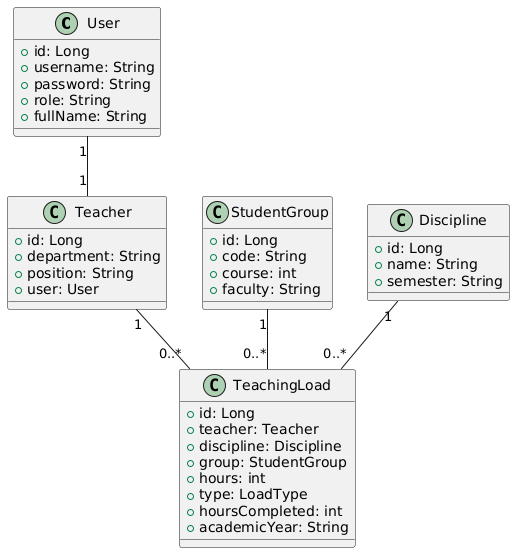 C User
id: Long
username: String
password: String
role: String
fullName: String
1
1
C Teacher
id: Long
department: String
position: String
user: User
C StudentGroup
id: Long
code: String
course: int
faculty: String
C Discipline
id: Long
name: String
semester: String
1
1
1
0..*
0..*
0..*
C TeachingLoad
id: Long
teacher: Teacher
discipline: Discipline
group: StudentGroup
hours: int
type: LoadType
hoursCompleted: int
academicYear: String